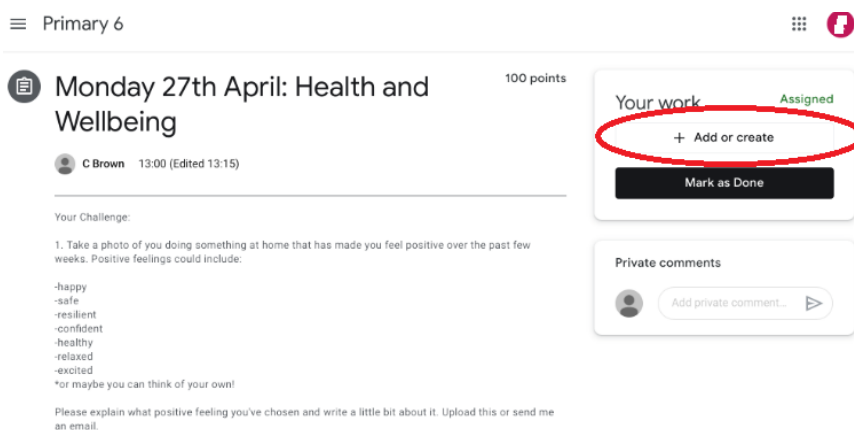 Primary 6
Monday 27th April: Health and
Wellbeing
100 points
C Brown 13:00 (Edited 13:15)
Your Challenge:
1. Take a photo of you doing something at home that has made you feel positive over the past few
weeks. Positive feelings could include:
-happy
-safe
-resilient
-confident
-healthy
-relaxed
-excited
*or maybe you can think of your own!
Please explain what positive feeling you've chosen and write a little bit about it. Upload this or send me
an email.
Your work
Assigned
+ Add or create
Mark as Done
Private comments
Add private comment...